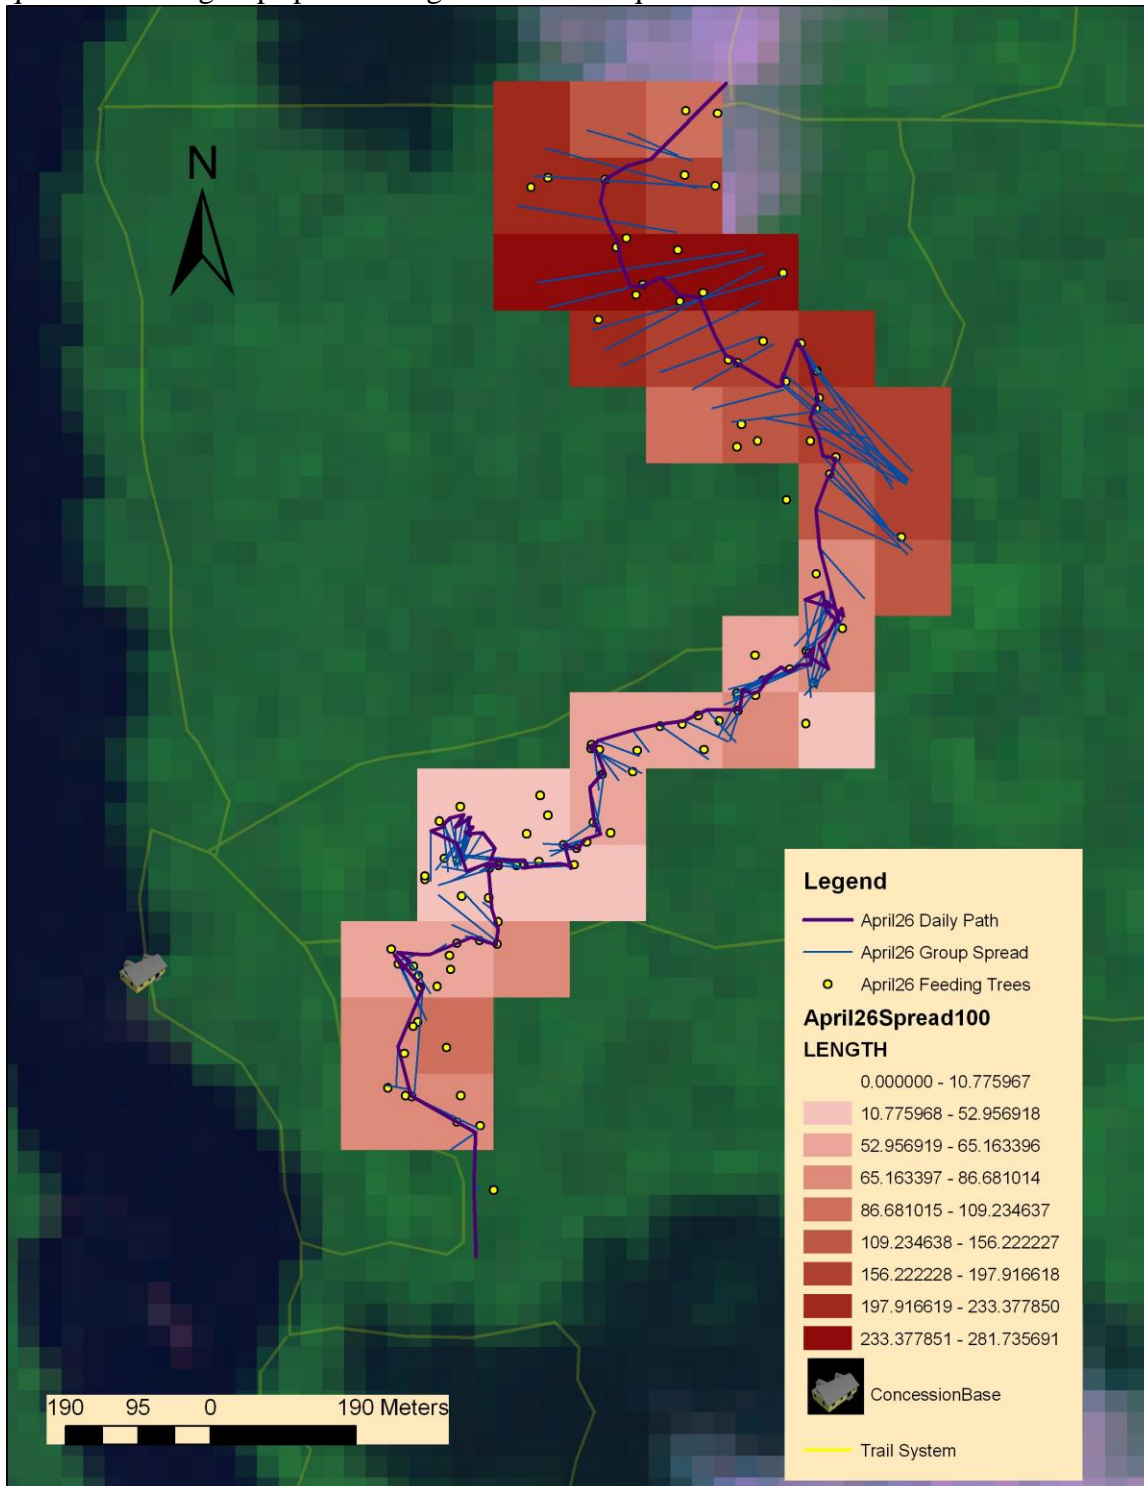 N
Legend
April26 Daily Path
April26 Group Spread
April26 Feeding Trees
April26Spread100
LENGTH
0.000000 - 10.775967
10.775968 - 52.956918
52.956919 - 65.163396
65.163397 - 86.681014
86.681015 - 109.234637
109.234638 - 156.222227
156.222228 - 197.916618
197.916619 - 233.377850
233.377851 - 281.735691
ConcessionBase
Trail System
190 95 0 190 Meters